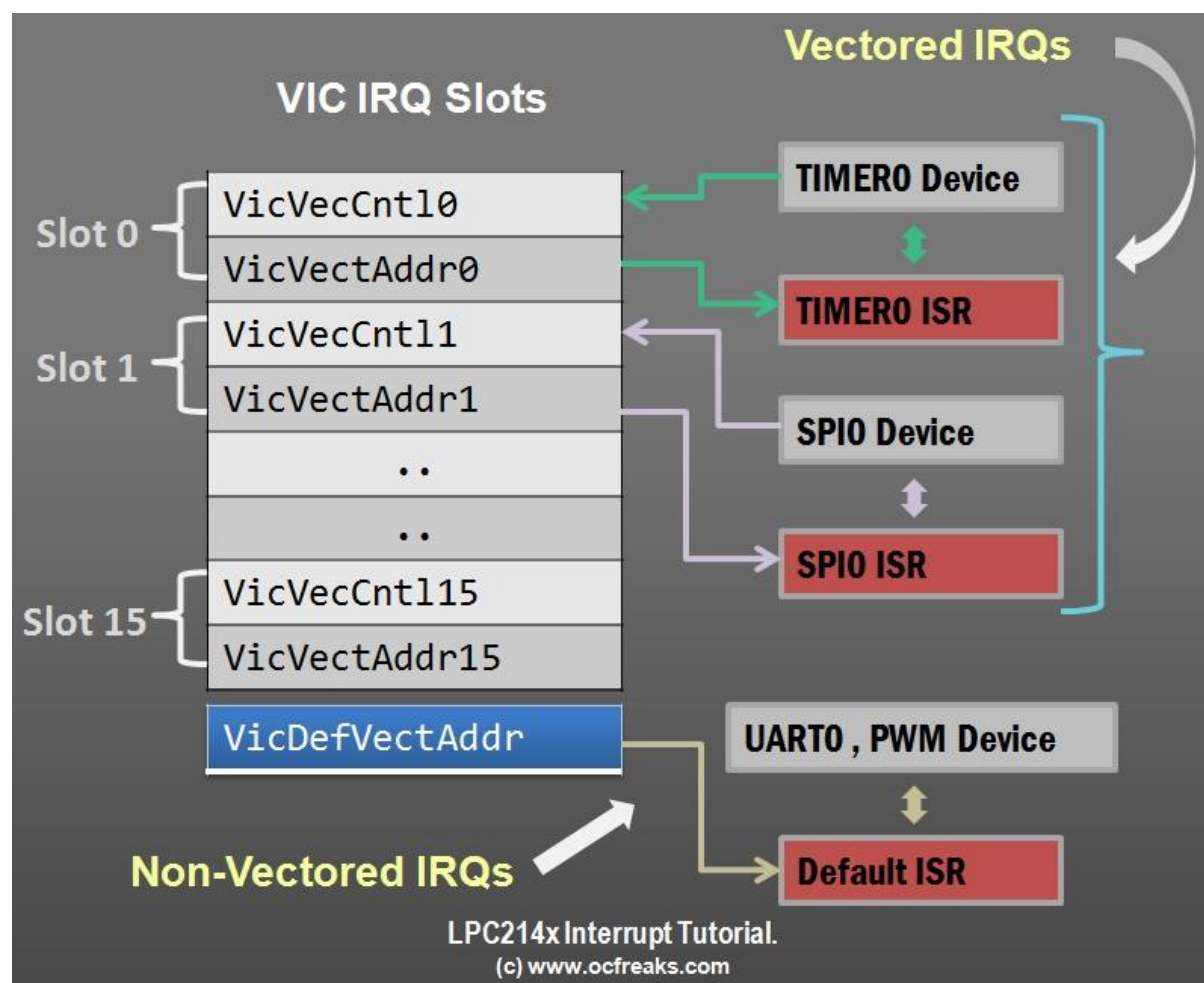 Vectored IRQs
VIC IRQ Slots
Slot 0
VicVecCntl0
VicVectAddr0
Slot 1
VicVecCntl1
VicVectAddr1
..
..
Slot 15
VicVecCntl15
VicVectAddr15
VicDefVectAddr
TIMER0 Device
TIMER0 ISR
SPI0 Device
SPI0 ISR
UART0 , PWM Device
Default ISR
Non-Vectored IRQs
LPC214x Interrupt Tutorial.
(c) www.ocfreaks.com